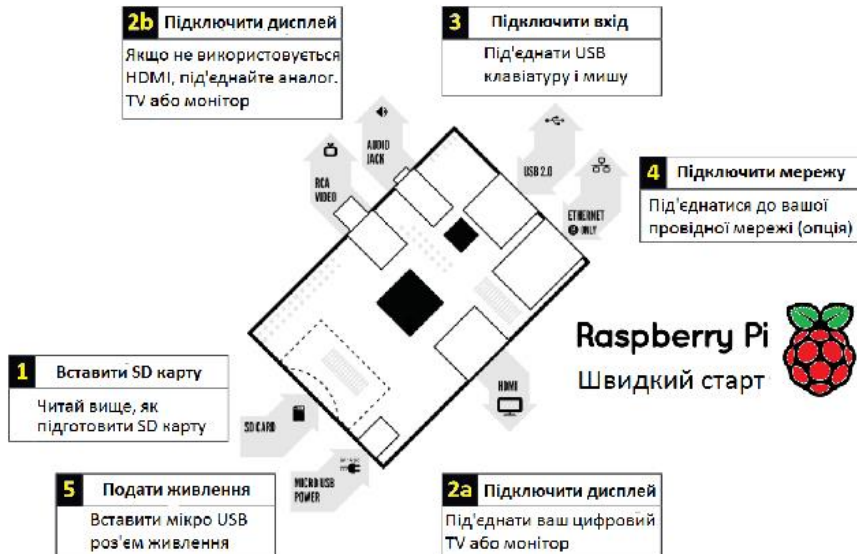 2b Підключити дисплей
Якщо не використовується
HDMI, під'єднайте аналог.
TV або монітор
3 Підключити вхід
Під'єднати USB
клавіатуру і мишу
AUDIO
JACK
RCA
VIDEO
USB 2.0
ETHERNET
B ONLY
4 Підключити мережу
Під'єднатися до вашої
провідної мережі (опція)
Raspberry Pi
Швидкий старт
1 Вставити SD карту
Читай вище, як
підготовити SD карту
SD CARD
HDMI
MICRO USB
POWER
5 Подати живлення
Вставити мікро USB
роз'єм живлення
2a Підключити дисплей
Під'єднати ваш цифровий
TV або монітор